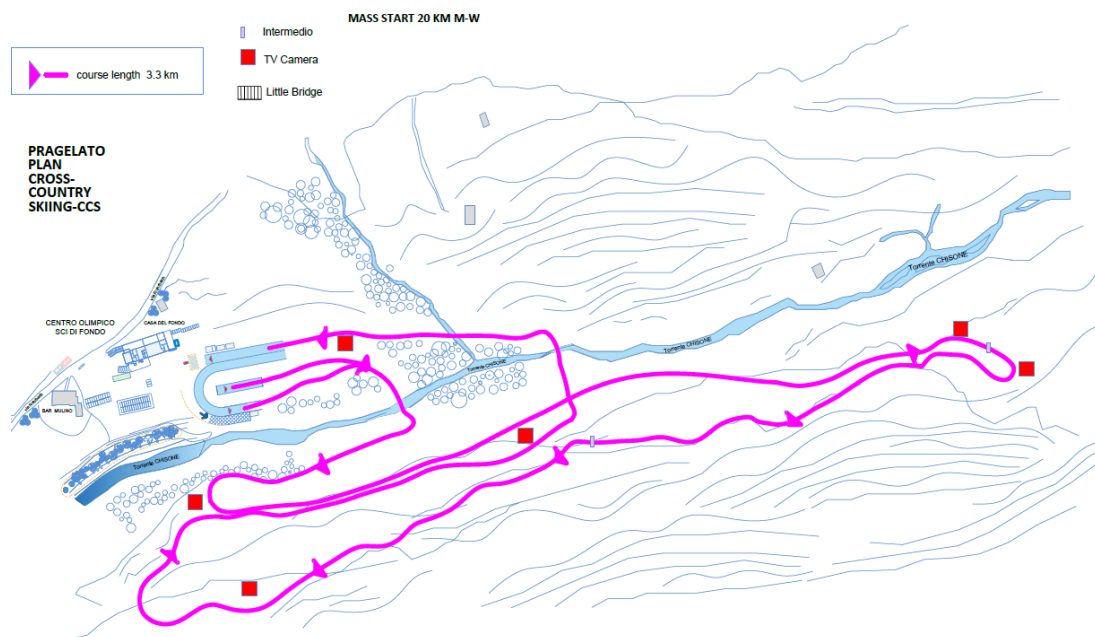 MASS START 20 KM M-W
Intermedio
TV Camera
course length 3.3 km
Little Bridge
PRAGELATO
PLAN
CROSS-
COUNTRY
SKIING-CCS
Torrente CHISONE
CENTRO OLIMPICO
SCI DI FONDO
CASA DEL FONDO
Torrente CHISONE
Torrente CHISONE
BAR MULINO
Torrente CHISONE